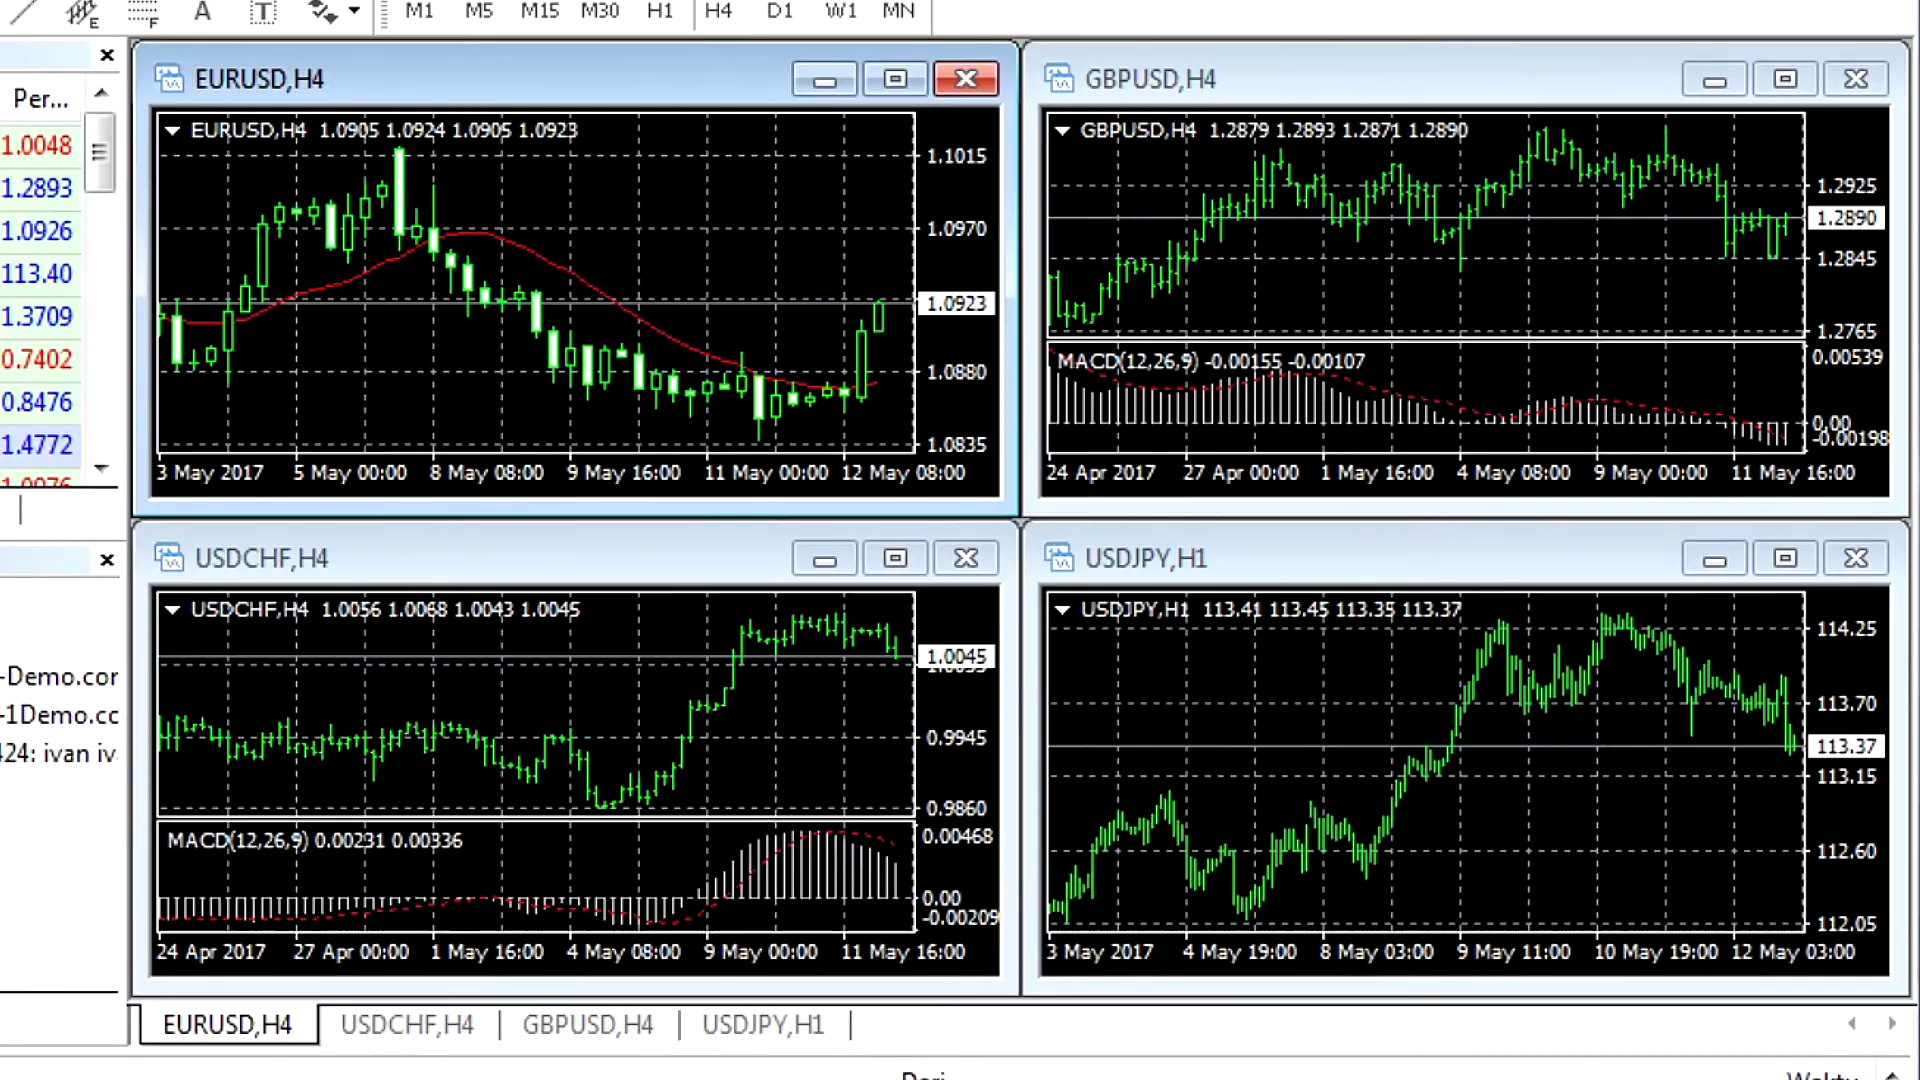 E F A T M1 M5 M15 M30 H1 H4 D1 W1 MN
Per...
1.0048
1.2893
1.0926
113.40
1.3709
0.7402
0.8476
1.4772
-Demo.cor
-1Demo.cc
424: ivan iv
EURUSD,H4
EURUSD,H4 1.0905 1.0924 1.0905 1.0923
1.1015
1.0970
1.0923
1.0880
1.0835
3 May 2017 5 May 00:00 8 May 08:00 9 May 16:00 11 May 00:00 12 May 08:00
GBPUSD,H4
GBPUSD,H4 1.2879 1.2893 1.2871 1.2890
1.2925
1.2890
1.2845
1.2765
MACD(12,26,9) -0.00155 -0.00107
0.00539
0.00
-0.00198
24 Apr 2017 27 Apr 00:00 1 May 16:00 4 May 08:00 9 May 00:00 11 May 16:00
USDCHF,H4
USDCHF,H4 1.0056 1.0068 1.0043 1.0045
1.0045
0.9945
0.9860
MACD(12,26,9) 0.00231 0.00336
0.00468
0.00
-0.00209
24 Apr 2017 27 Apr 00:00 1 May 16:00 4 May 08:00 9 May 00:00 11 May 16:00
USDJPY,H1
USDJPY,H1 113.41 113.45 113.35 113.37
114.25
113.70
113.37
113.15
112.60
112.05
3 May 2017 4 May 19:00 8 May 03:00 9 May 11:00 10 May 19:00 12 May 03:00
EURUSD,H4 USDCHF,H4 GBPUSD,H4 USDJPY,H1